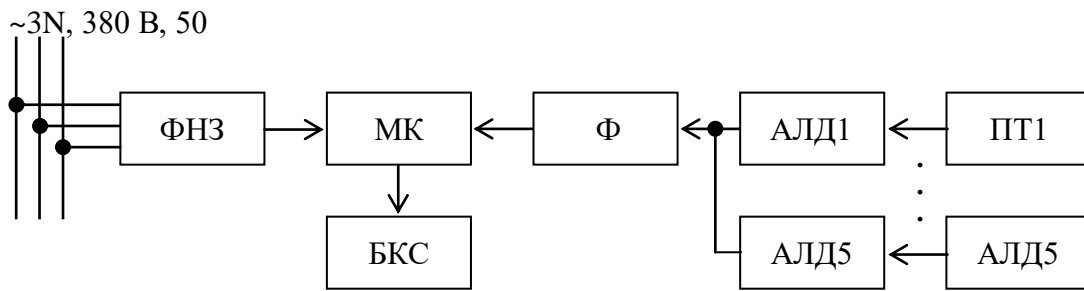 ~3N, 380 В, 50
ФНЗ
МК
Ф
АЛД1
ПТ1
БКС
АЛД5
АЛД5